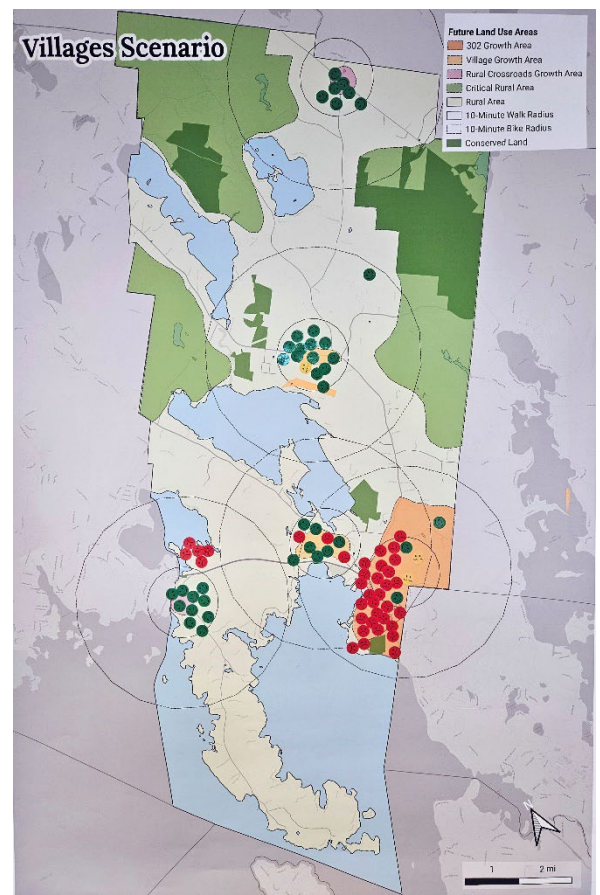 Villages Scenario
Future Land Use Areas
302 Growth Area
Village Growth Area
Rural Crossroads Growth Area
Critical Rural Area
Rural Area
10-Minute Walk Radius
10-Minute Bike Radius
Conserved Land
1
2 mi